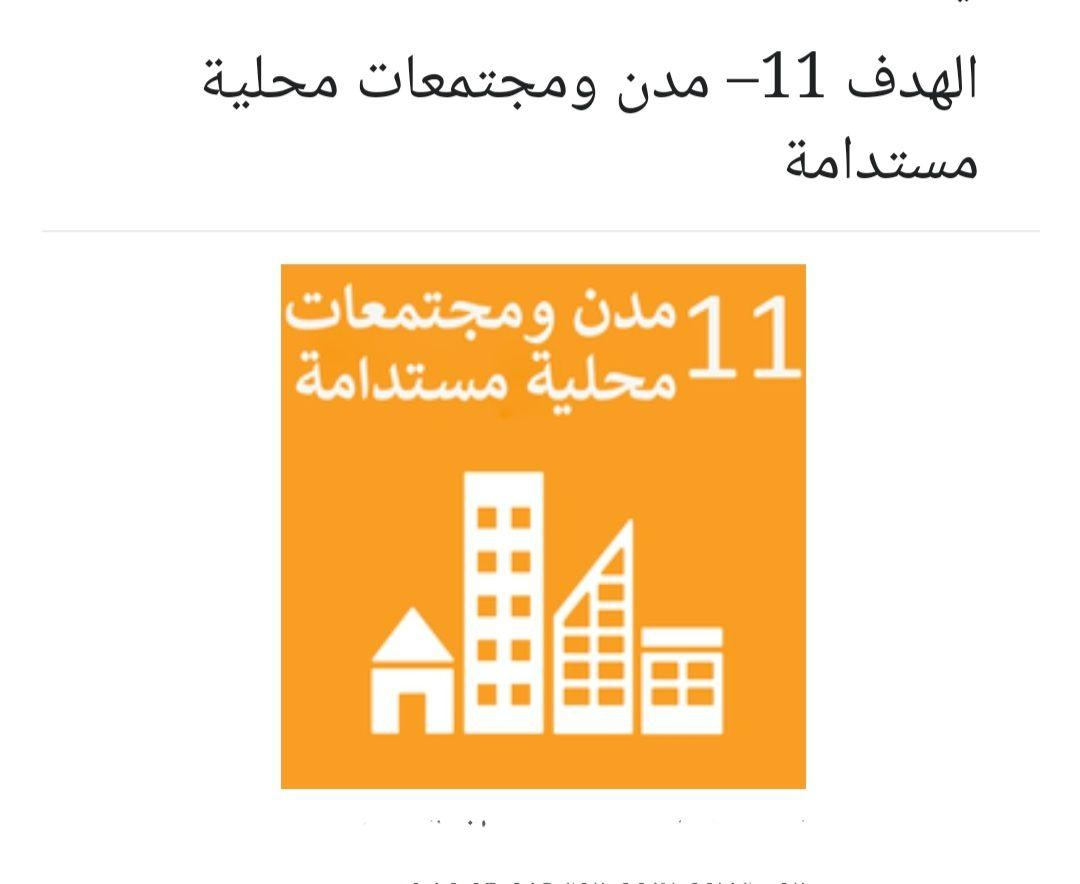 الهدف 11– مدن ومجتمعات محلية
مستدامة
11 مدن ومجتمعات
محلية مستدامة